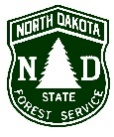 NORTH DAKOTA
N D
STATE
FOREST SERVICE